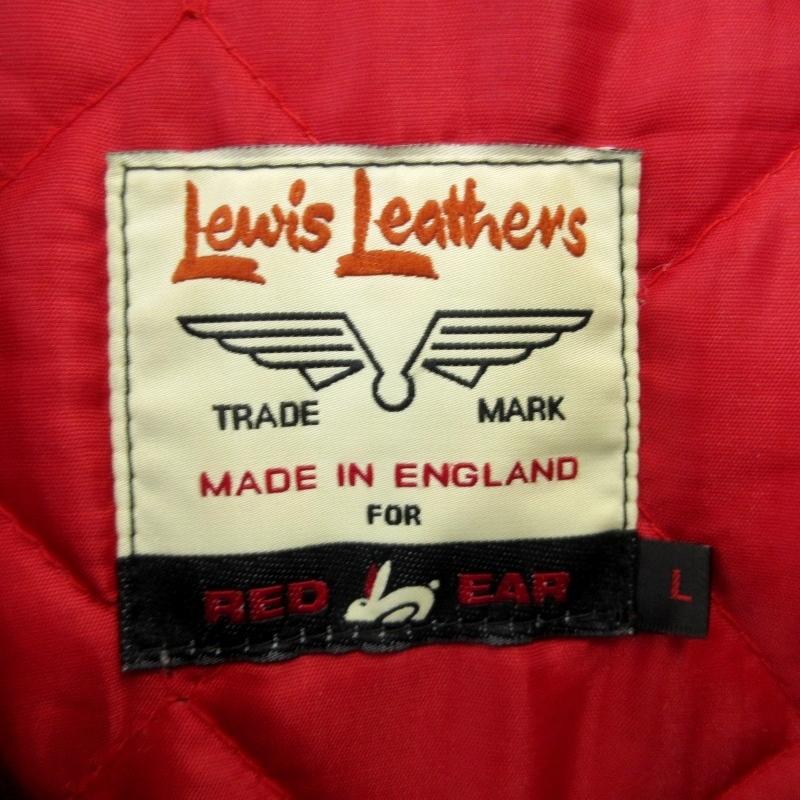 Lewis Leathers
TRADE MARK
MADE IN ENGLAND
FOR
RED EAR
L